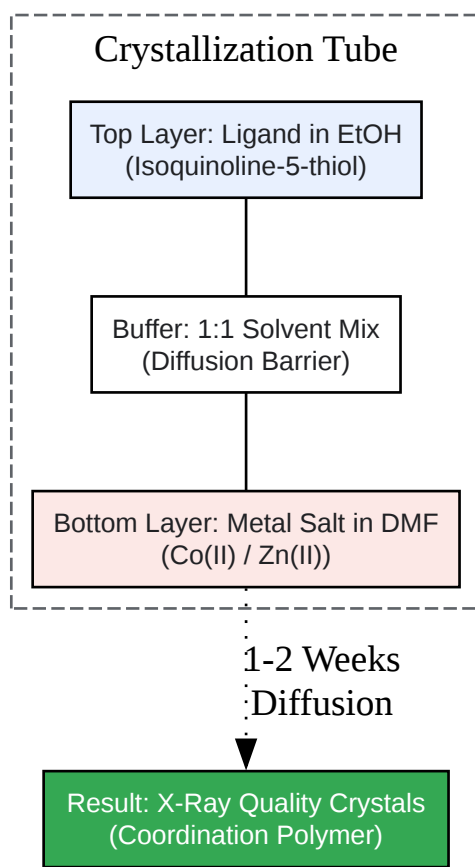 Crystallization Tube
Top Layer: Ligand in EtOH
(Isoquinoline-5-thiol)
Buffer: 1:1 Solvent Mix
(Diffusion Barrier)
Bottom Layer: Metal Salt in DMF
(Co(II) / Zn(II))
1-2 Weeks
Diffusion
Result: X-Ray Quality Crystals
(Coordination Polymer)